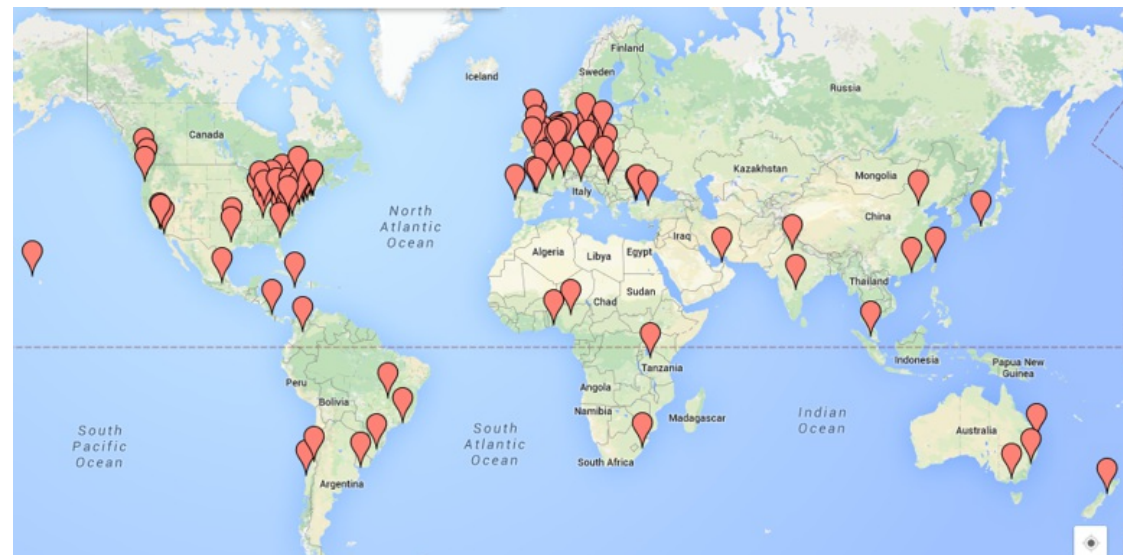 Finland
Iceland
Sweden
Russia
Canada
Kazakhstan
Mongolia
Italy
North
Atlantic
Ocean
China
Iraq
Algeria
Libya
Egypt
Thailand
Chad
Sudan
Indonesia
Papua New
Guinea
Tanzania
Peru
Angola
Bolivia
Namibia
Madagascar
Indian
Ocean
South
Pacific
Ocean
South
Atlantic
Ocean
Australia
South Africa
Argentina